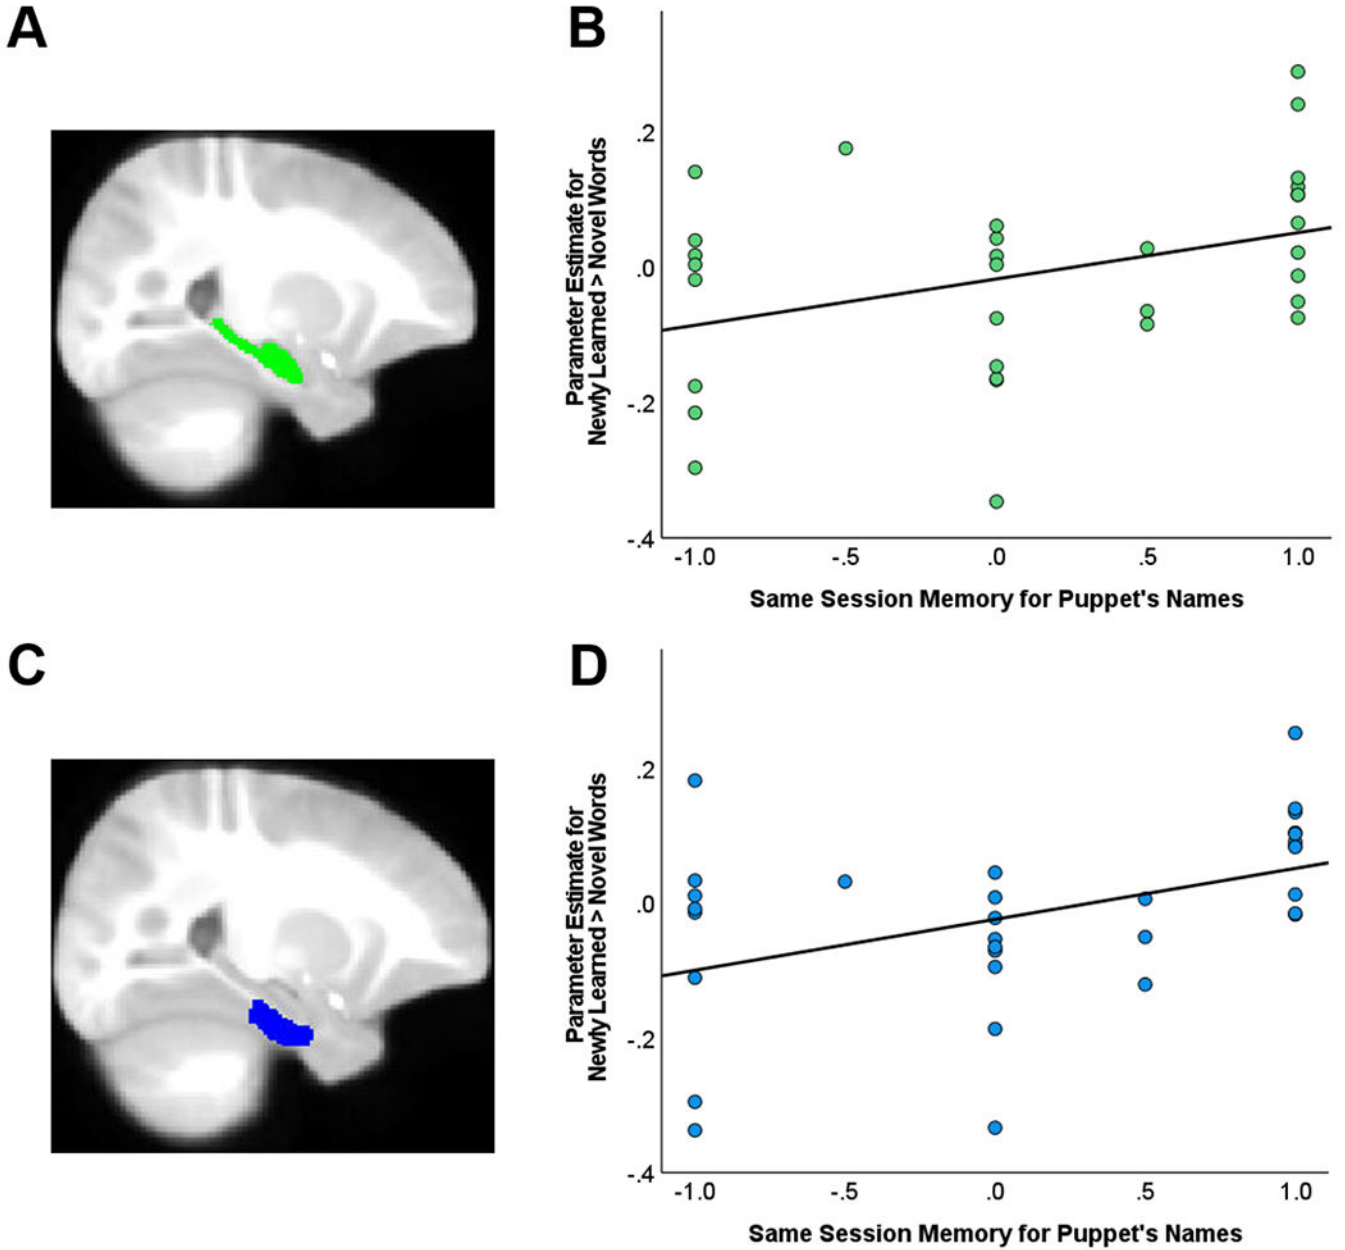 A
B
.2
.0
-.2
-.4
Parameter Estimate for
Newly Learned > Novel Words
-1.0 -.5 .0 .5 1.0
Same Session Memory for Puppet's Names
C
D
.2
.0
-.2
-.4
Parameter Estimate for
Newly Learned > Novel Words
-1.0 -.5 .0 .5 1.0
Same Session Memory for Puppet's Names